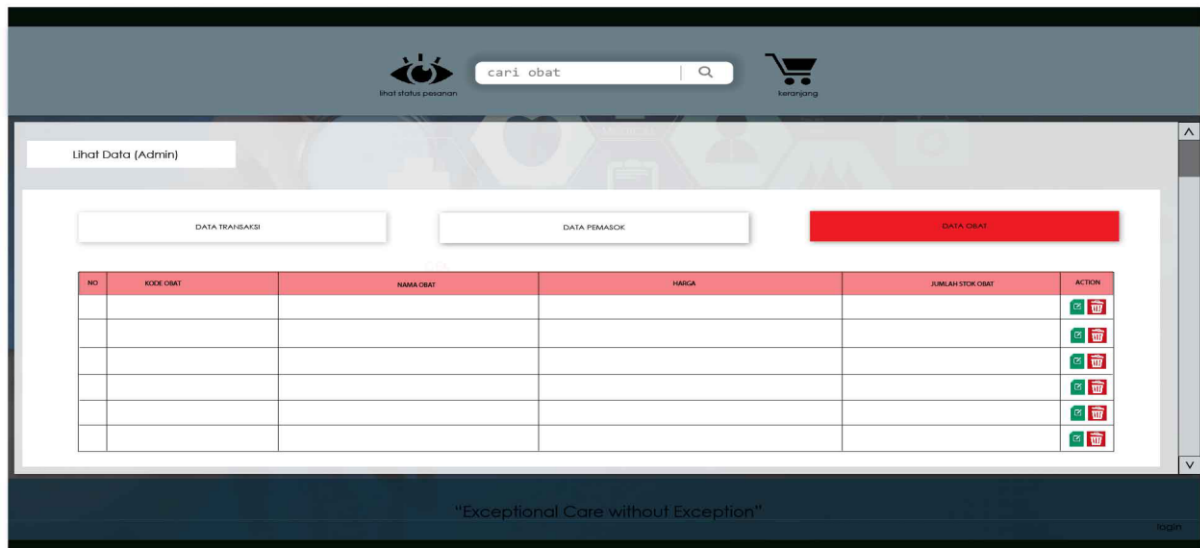 cari obat
lihat status pesanan
keranjang
Lihat Data (Admin)
DATA TRANSAKSI
DATA PEMASOK
DATA OBAT
NO
KODE OBAT
NAMA OBAT
HARGA
JUMLAH STOK OBAT
ACTION
"Exceptional Care without Exception"
login